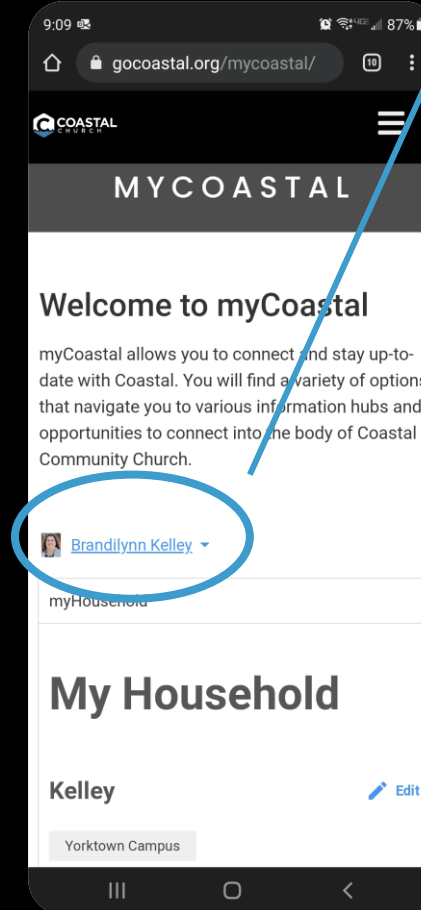 9:09 4GE 87%
gocoastal.org/mycoastal/ 10
COASTAL
CHURCH
MYCOASTAL
Welcome to myCoastal
myCoastal allows you to connect and stay up-to-
date with Coastal. You will find a variety of options
that navigate you to various information hubs and
opportunities to connect into the body of Coastal
Community Church.
Brandilynn Kelley
myHousehold
My Household
Kelley Edit
Yorktown Campus